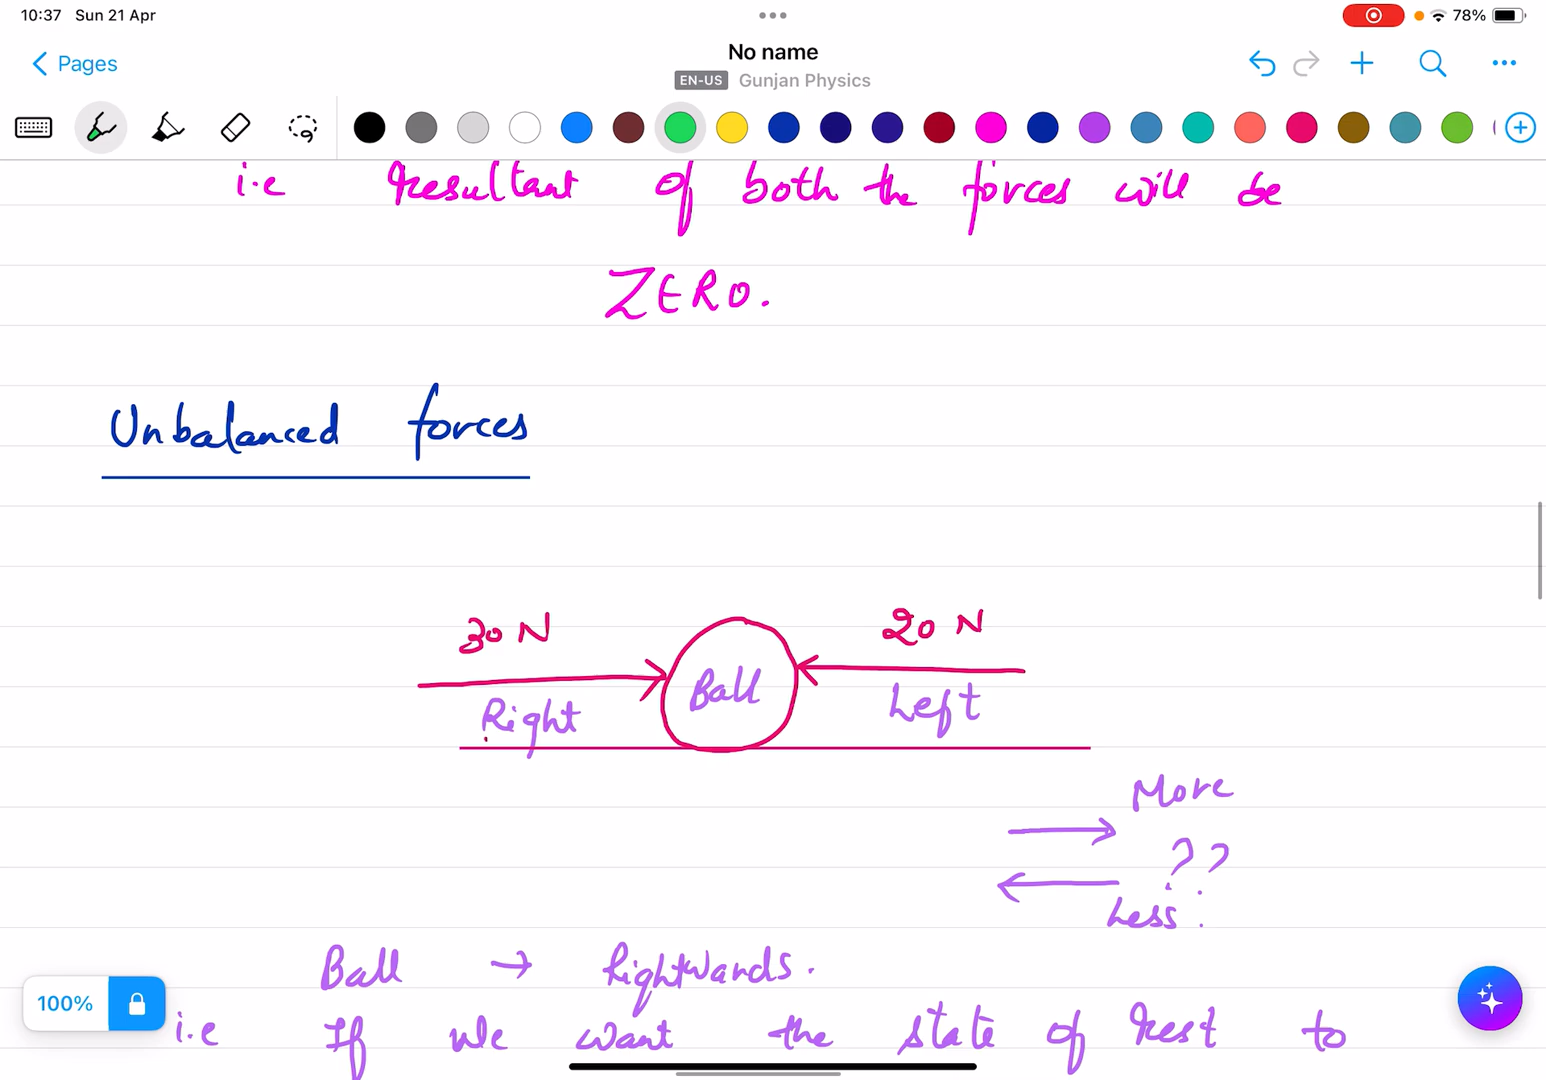 10:37 Sun 21 Apr
78%
Pages
No name
EN-US Gunjan Physics
i.e Resultant of both the forces will be
ZERO.
Unbalanced forces
30 N 20 N
Ball
Right Left
More
??
Less
Ball → Rightwards.
100%
i.e If we want the state of Rest to